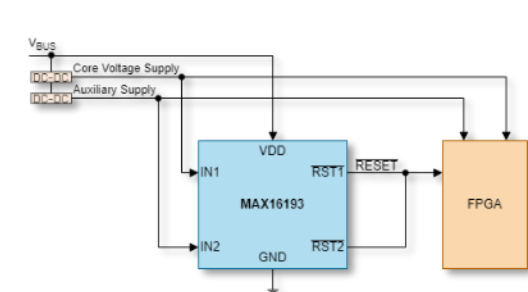 VBUS
DC-DC
Core Voltage Supply
DC-DC
Auxiliary Supply
VDD
IN1
RST1
RESET
MAX16193
FPGA
IN2
RST2
GND